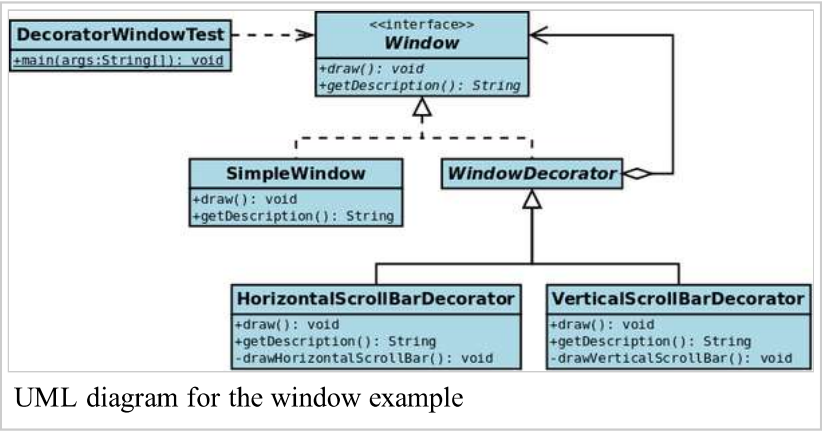 DecoratorWindowTest
+main(args:String[]): void
<<interface>>
Window
+draw(): void
+getDescription(): String
SimpleWindow
+draw(): void
+getDescription(): String
WindowDecorator
HorizontalScrollBarDecorator
+draw(): void
+getDescription(): String
-drawHorizontalScrollBar(): void
VerticalScrollBarDecorator
+draw(): void
+getDescription(): String
-drawVerticalScrollBar(): void
UML diagram for the window example